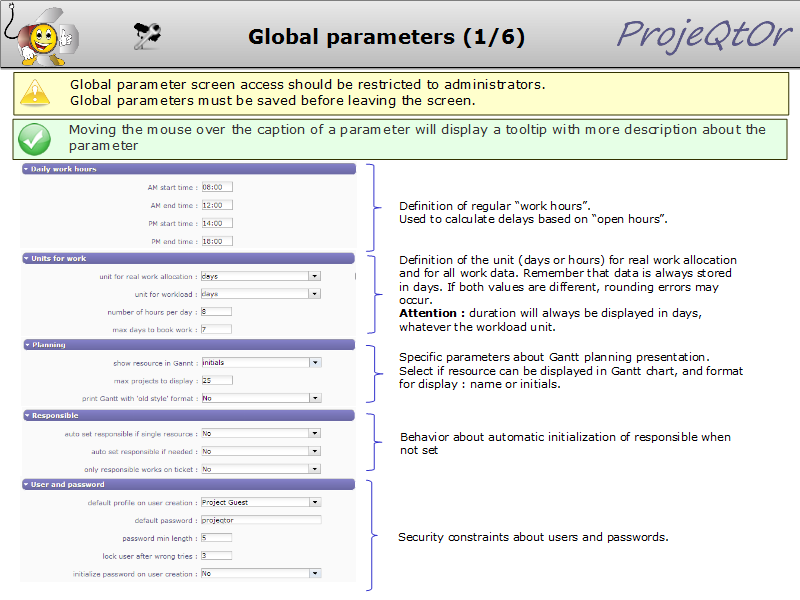 Global parameters (1/6)
ProjeQtOr
Global parameter screen access should be restricted to administrators.
Global parameters must be saved before leaving the screen.
Moving the mouse over the caption of a parameter will display a tooltip with more description about the
parameter
Daily work hours
AM start time : 08:00
AM end time : 12:00
PM start time : 14:00
PM end time : 18:00
Definition of regular “work hours”.
Used to calculate delays based on “open hours”.
Units for work
unit for real work allocation : days
unit for workload : days
number of hours per day : 8
max days to book work : 7
Definition of the unit (days or hours) for real work allocation
and for all work data. Remember that data is always stored
in days. If both values are different, rounding errors may
occur.
Attention : duration will always be displayed in days,
whatever the workload unit.
Planning
show resource in Gannt : initials
max projects to display : 25
print Gantt with 'old style' format : No
Specific parameters about Gantt planning presentation.
Select if resource can be displayed in Gantt chart, and format
for display : name or initials.
Responsible
auto set responsible if single resource : No
auto set responsible if needed : No
only responsible works on ticket : No
Behavior about automatic initialization of responsible when
not set
User and password
default profile on user creation : Project Guest
default password : projeqtor
password min length : 5
lock user after wrong tries : 3
initialize password on user creation : No
Security constraints about users and passwords.